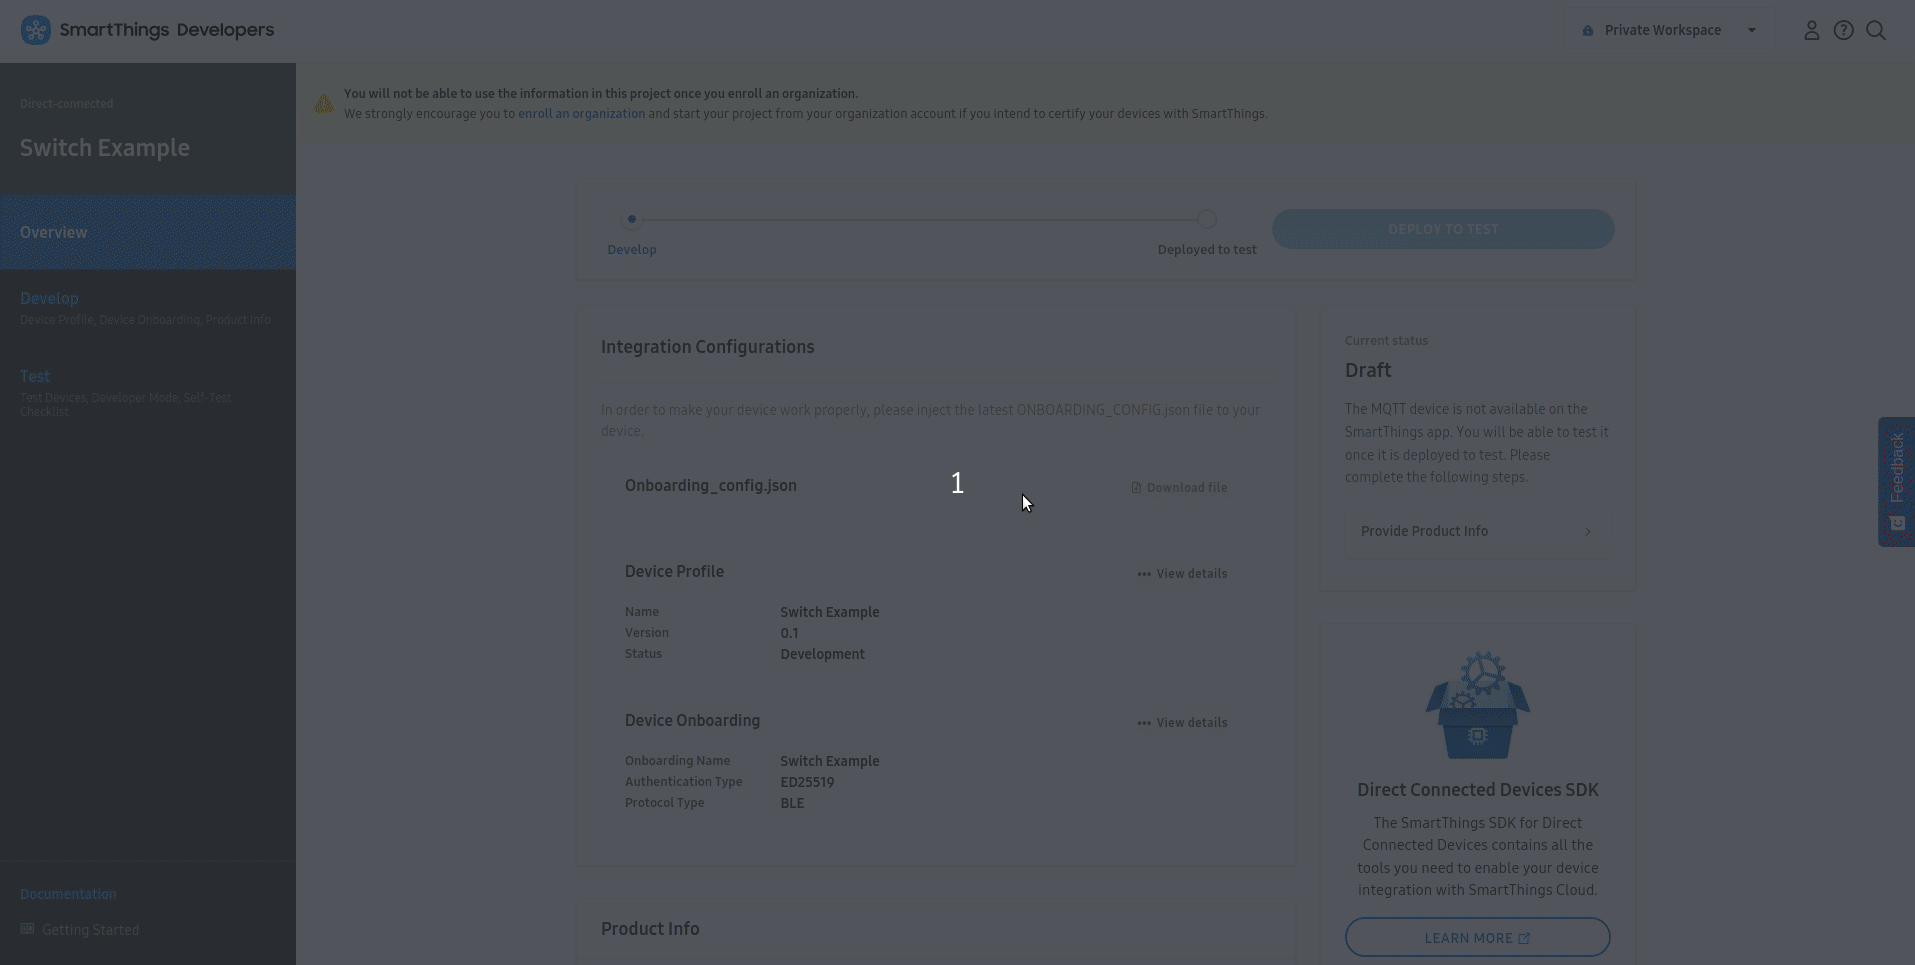 SmartThings Developers
Private Workspace
Direct-connected
Switch Example
Overview
Develop
Device Profile, Device Onboarding, Product Info
Test
Test Devices, Developer Mode, Self-Test
Checklist
Documentation
Getting Started
You will not be able to use the information in this project once you enroll an organization.
We strongly encourage you to enroll an organization and start your project from your organization account if you intend to certify your devices with SmartThings.
Develop
Deployed to test
DEPLOY TO TEST
Integration Configurations
In order to make your device work properly, please inject the latest ONBOARDING_CONFIG.json file to your
device.
Onboarding_config.json
1
Download file
Device Profile
View details
Name Switch Example
Version 0.1
Status Development
Device Onboarding
View details
Onboarding Name Switch Example
Authentication Type ED25519
Protocol Type BLE
Product Info
Current status
Draft
The MQTT device is not available on the
SmartThings app. You will be able to test it
once it is deployed to test. Please
complete the following steps.
Provide Product Info
Direct Connected Devices SDK
The SmartThings SDK for Direct
Connected Devices contains all the
tools you need to enable your device
integration with SmartThings Cloud.
LEARN MORE
Feedback